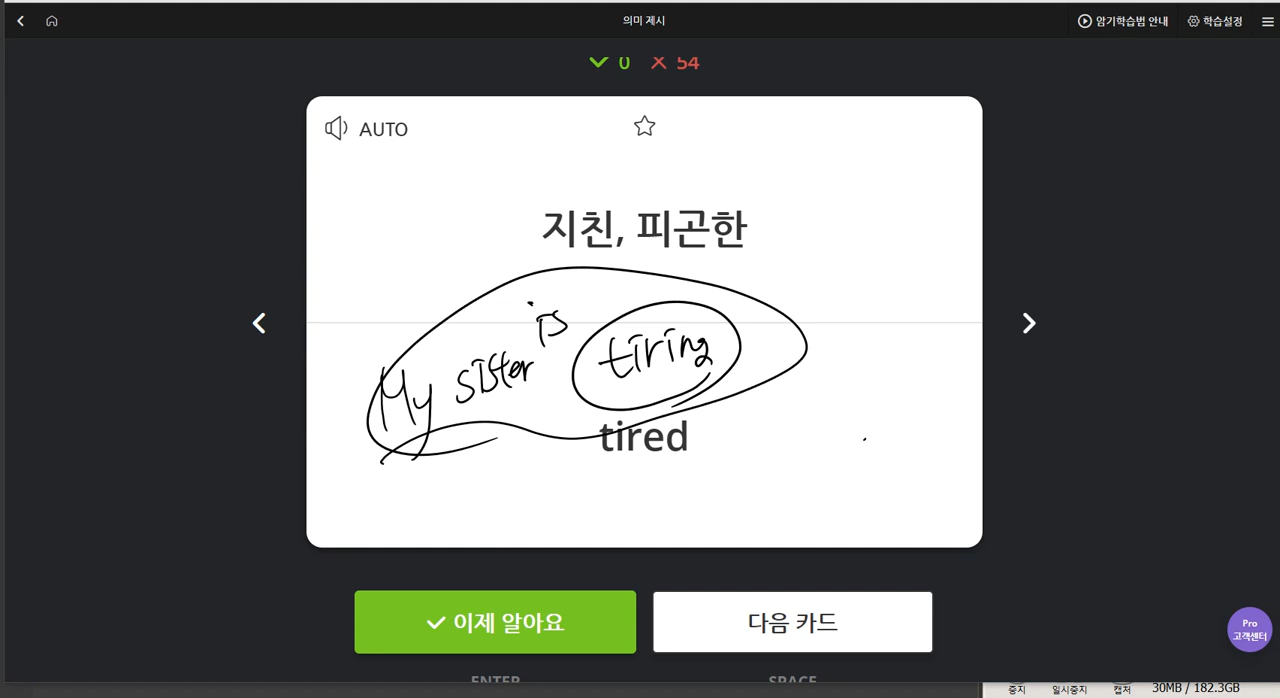 의미 제시
암기학습법 안내
학습설정
0 54
AUTO
지친, 피곤한
My sister is tiring
tired
이제 알아요
다음 카드
Pro
고객센터
ENTER
SPACE
중지 일시중지 캡처 30MB / 182.3GB